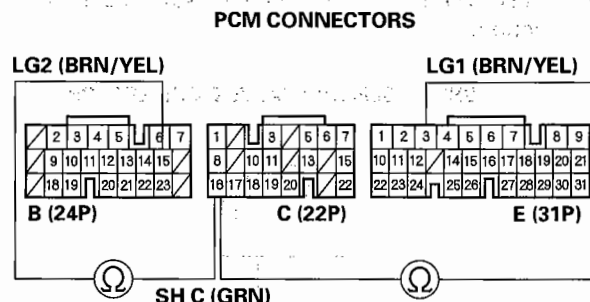 PCM CONNECTORS
LG2 (BRN/YEL) LG1 (BRN/YEL)
2 3 4 5 6 7 1 3 5 6 7 1 2 3 4 5 6 7 8 9
9 10 11 12 13 14 15 8 10 11 13 15 10 11 12 14 15 16 17 18 19 20 21
18 19 20 21 22 23 16 17 18 19 20 22 22 23 24 25 26 27 28 29 30 31
B (24P) C (22P) E (31P)
Ω Ω
SH C (GRN)